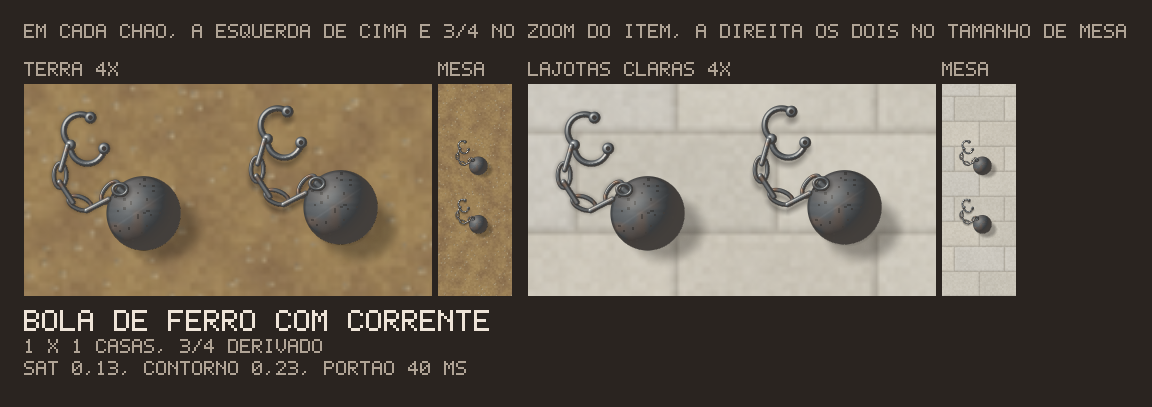 EM CADA CHAO, A ESQUERDA DE CIMA E 3/4 NO ZOOM DO ITEM, A DIREITA OS DOIS NO TAMANHO DE MESA
TERRA 4X MESA LAJOTAS CLARAS 4X MESA
BOLA DE FERRO COM CORRENTE
1 X 1 CASAS, 3/4 DERIVADO
SAT 0,13, CONTORNO 0,23, PORTAO 40 MS